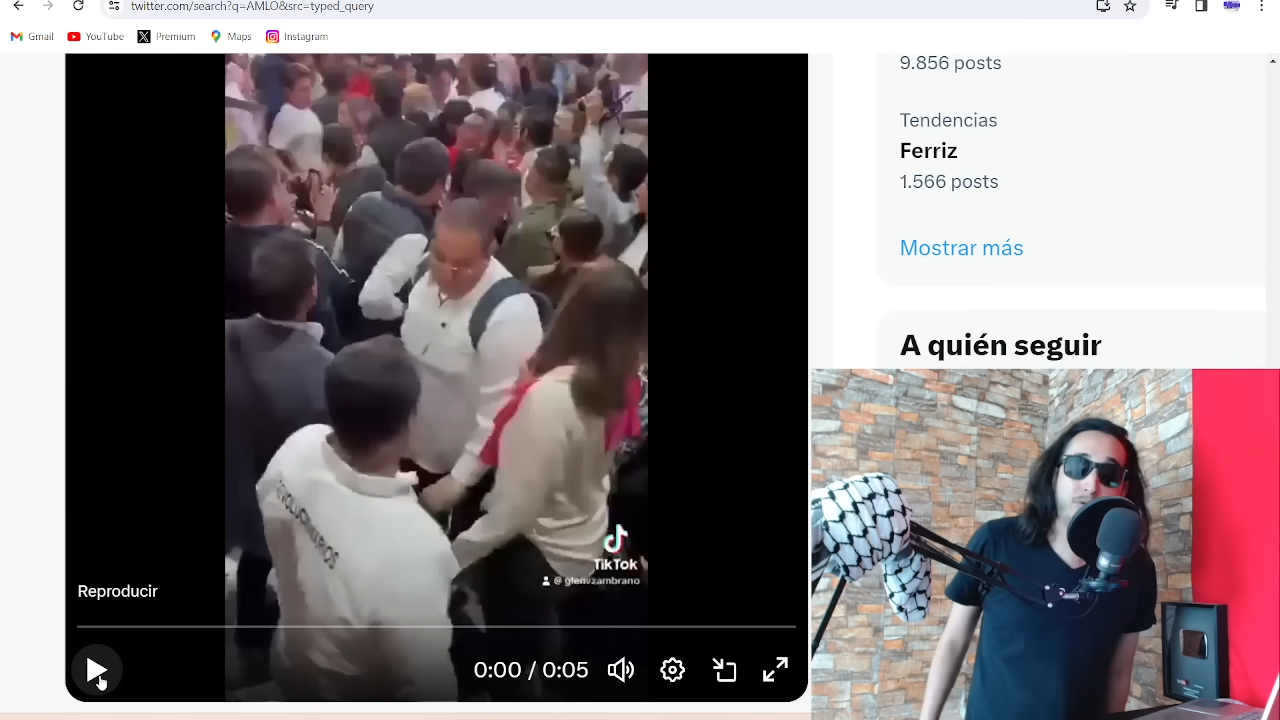 twitter.com/search?q=AMLO&src=typed_query
Gmail
YouTube
Premium
Maps
Instagram
9.856 posts
Tendencias
Ferriz
1.566 posts
Mostrar más
A quién seguir
TikTok
@glenvzambrano
Reproducir
0:00 / 0:05